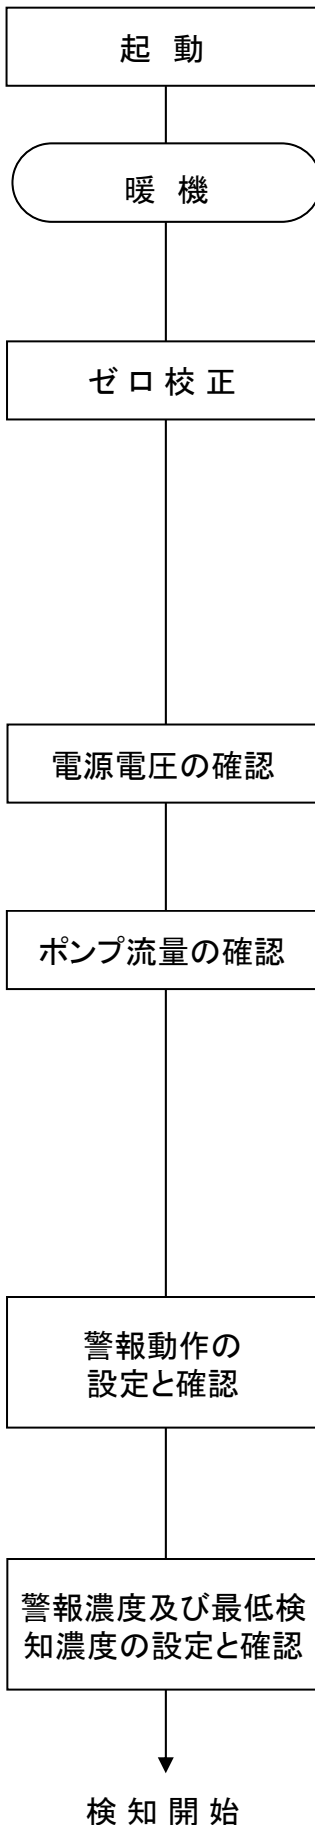 起 動
暖 機
ゼ ロ 校 正
電源電圧の確認
ポンプ流量の確認
警報動作の
設定と確認
警報濃度及び最低検
知濃度の設定と確認
検 知 開 始